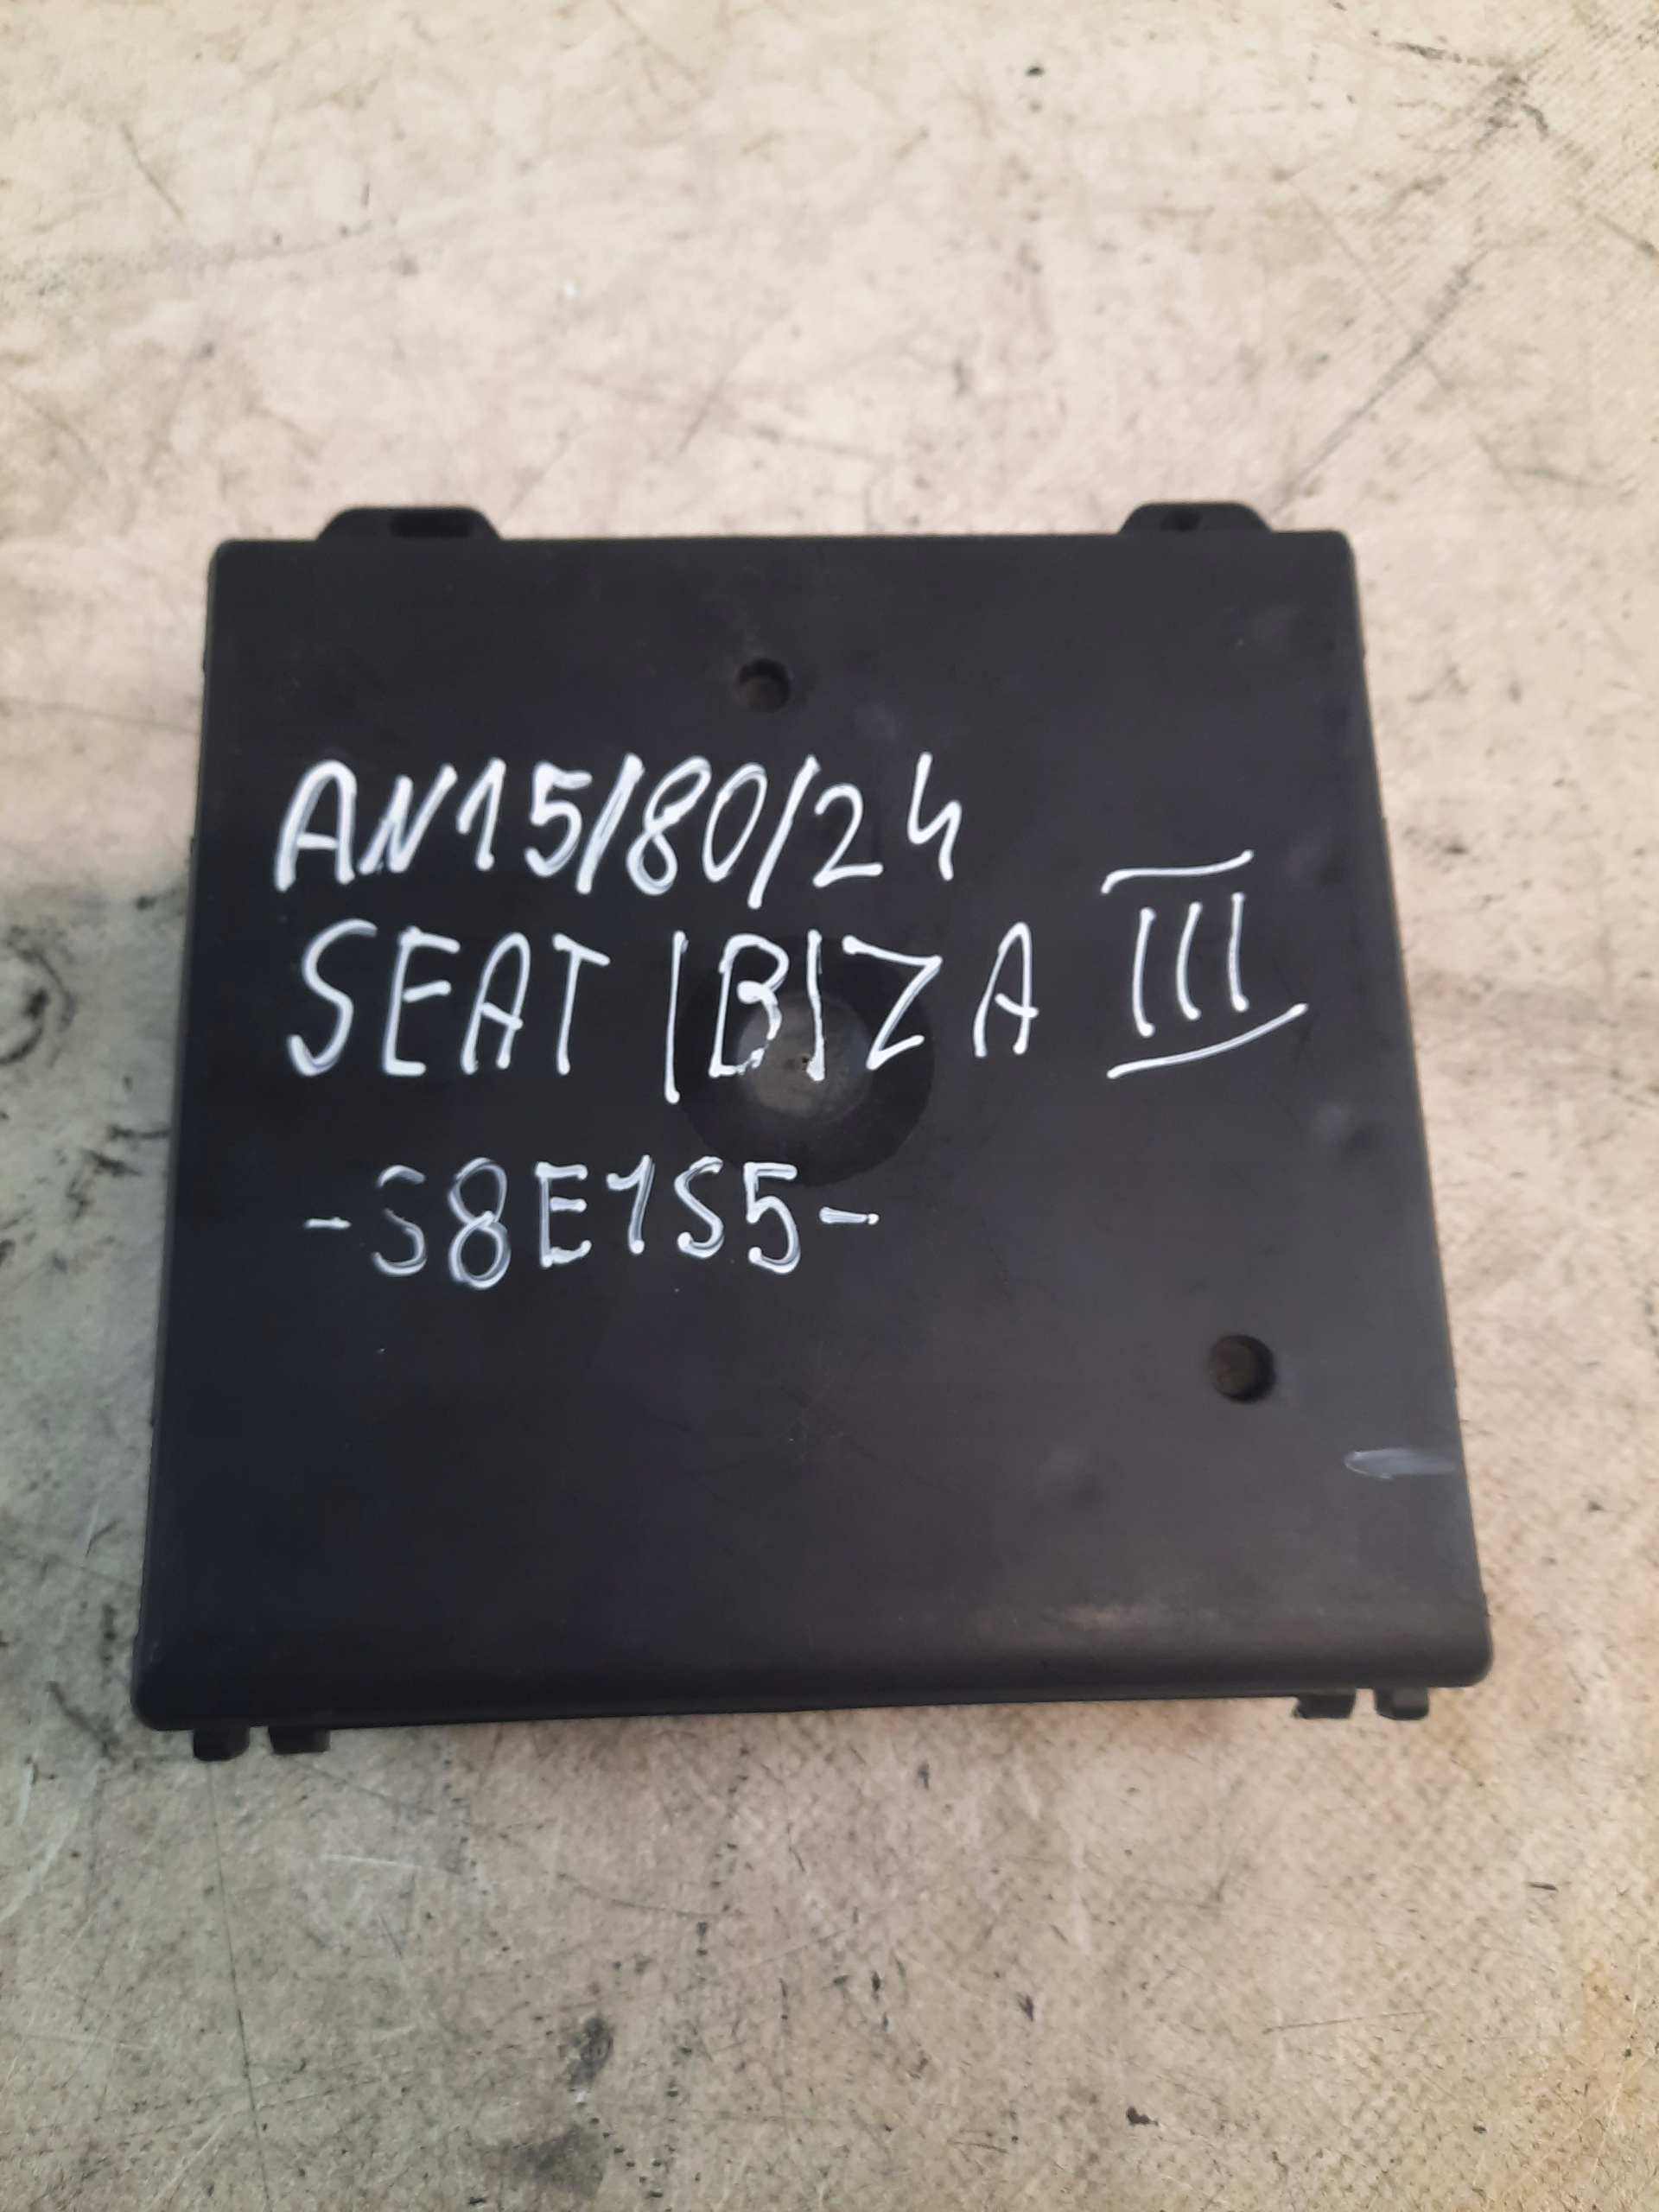 AN15/80/24
SEAT IBIZA III
-S8E1S5-